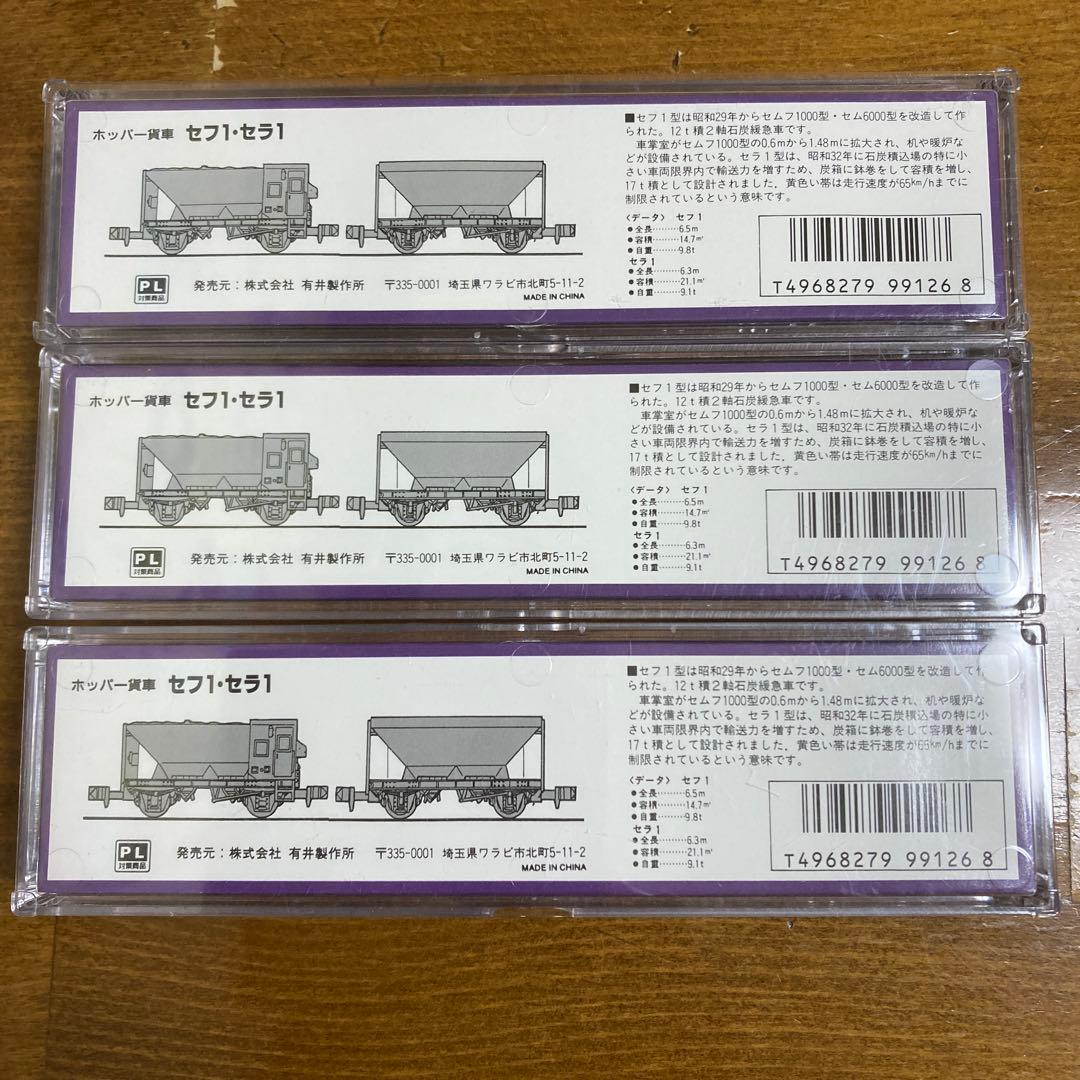 ホッパー貨車 セフ1・セラ1
■セフ1型は昭和29年からセムフ1000型・セム6000型を改造して作
られた。12t積2軸石炭緩急車です。
車掌室がセムフ1000型の0.6mから1.48mに拡大され、机や暖炉な
どが設備されている。セラ1型は、昭和32年に石炭積込場の特に小
さい車両限界内で輸送力を増すため、炭箱に鉢巻をして容積を増し、
17t積として設計されました．黄色い帯は走行速度が65km/hまでに
制限されているという意味です。
〈データ〉セフ1
●全長………6.5m
●容積………14.7㎥
●自重………9.8t
セラ1
●全長………6.3m
●容積………21.1㎥
●自重………9.1t
T4968279 991268
PL
対策商品
発売元：株式会社 有井製作所 〒335-0001 埼玉県ワラビ市北町5-11-2
MADE IN CHINA
ホッパー貨車 セフ1・セラ1
■セフ1型は昭和29年からセムフ1000型・セム6000型を改造して作
られた。12t積2軸石炭緩急車です。
車掌室がセムフ1000型の0.6mから1.48mに拡大され、机や暖炉な
どが設備されている。セラ1型は、昭和32年に石炭積込場の特に小
さい車両限界内で輸送力を増すため、炭箱に鉢巻をして容積を増し、
17t積として設計されました．黄色い帯は走行速度が65km/hまでに
制限されているという意味です。
〈データ〉セフ1
●全長………6.5m
●容積………14.7㎥
●自重………9.8t
セラ1
●全長………6.3m
●容積………21.1㎥
●自重………9.1t
T4968279 991268
PL
対策商品
発売元：株式会社 有井製作所 〒335-0001 埼玉県ワラビ市北町5-11-2
MADE IN CHINA
ホッパー貨車 セフ1・セラ1
■セフ1型は昭和29年からセムフ1000型・セム6000型を改造して作
られた。12t積2軸石炭緩急車です。
車掌室がセムフ1000型の0.6mから1.48mに拡大され、机や暖炉な
どが設備されている。セラ1型は、昭和32年に石炭積込場の特に小
さい車両限界内で輸送力を増すため、炭箱に鉢巻をして容積を増し、
17t積として設計されました．黄色い帯は走行速度が65km/hまでに
制限されているという意味です。
〈データ〉セフ1
●全長………6.5m
●容積………14.7㎥
●自重………9.8t
セラ1
●全長………6.3m
●容積………21.1㎥
●自重………9.1t
T4968279 991268
PL
対策商品
発売元：株式会社 有井製作所 〒335-0001 埼玉県ワラビ市北町5-11-2
MADE IN CHINA